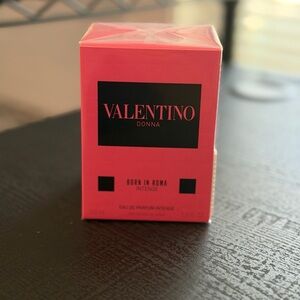 VALENTINO
DONNA
BORN IN ROMA
INTENSE
EAU DE PARFUM INTENSE